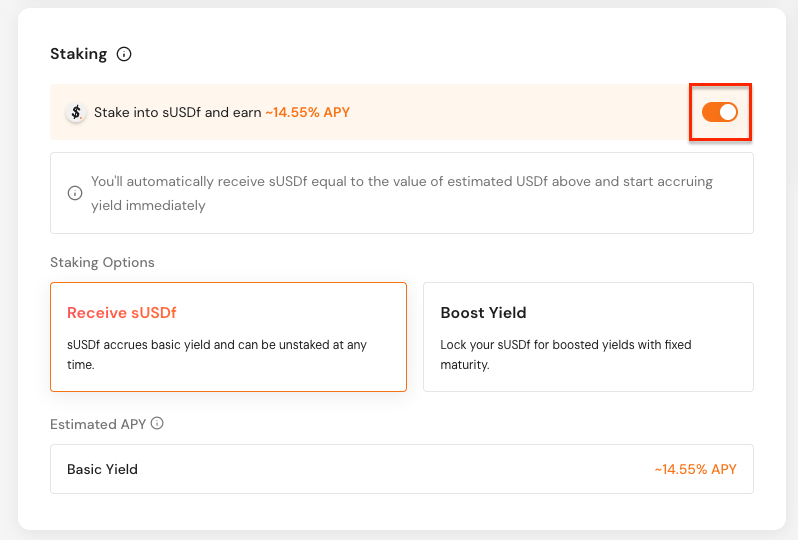 Staking
Stake into sUSDf and earn ~14.55% APY
You'll automatically receive sUSDf equal to the value of estimated USDf above and start accruing
yield immediately
Staking Options
Receive sUSDf
sUSDf accrues basic yield and can be unstaked at any
time.
Boost Yield
Lock your sUSDf for boosted yields with fixed
maturity.
Estimated APY
Basic Yield ~14.55% APY